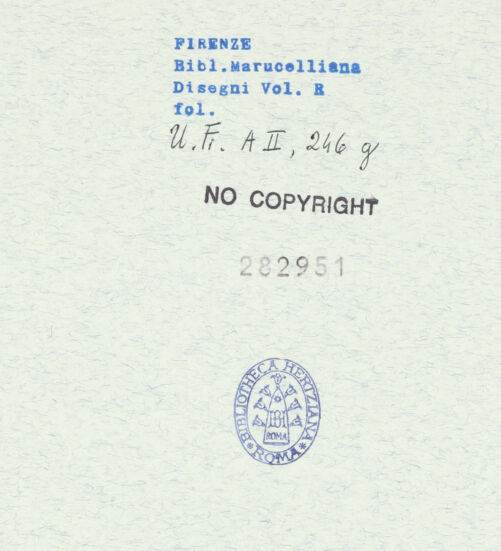 FIRENZE
Bibl.Marucelliana
Disegni Vol. R
fol.
U.Fi. A II, 246 g
NO COPYRIGHT
282951
BIBLIOTHECA HERTZIANA
ROMA
*ROMA*